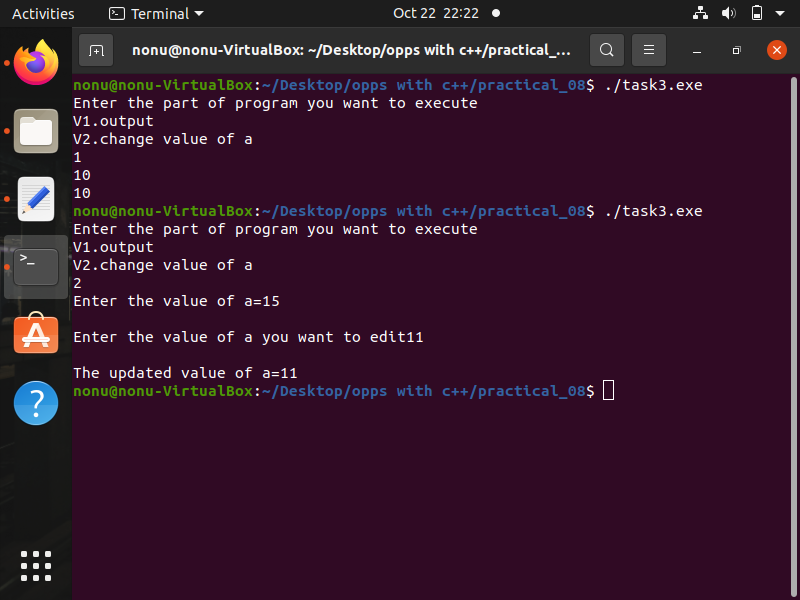 Activities
Terminal
Oct 22 22:22
nonu@nonu-VirtualBox: ~/Desktop/opps with c++/practical_...
nonu@nonu-VirtualBox:~/Desktop/opps with c++/practical_08$ ./task3.exe
Enter the part of program you want to execute
V1.output
V2.change value of a
1
10
10
nonu@nonu-VirtualBox:~/Desktop/opps with c++/practical_08$ ./task3.exe
Enter the part of program you want to execute
V1.output
V2.change value of a
2
Enter the value of a=15
Enter the value of a you want to edit11
The updated value of a=11
nonu@nonu-VirtualBox:~/Desktop/opps with c++/practical_08$